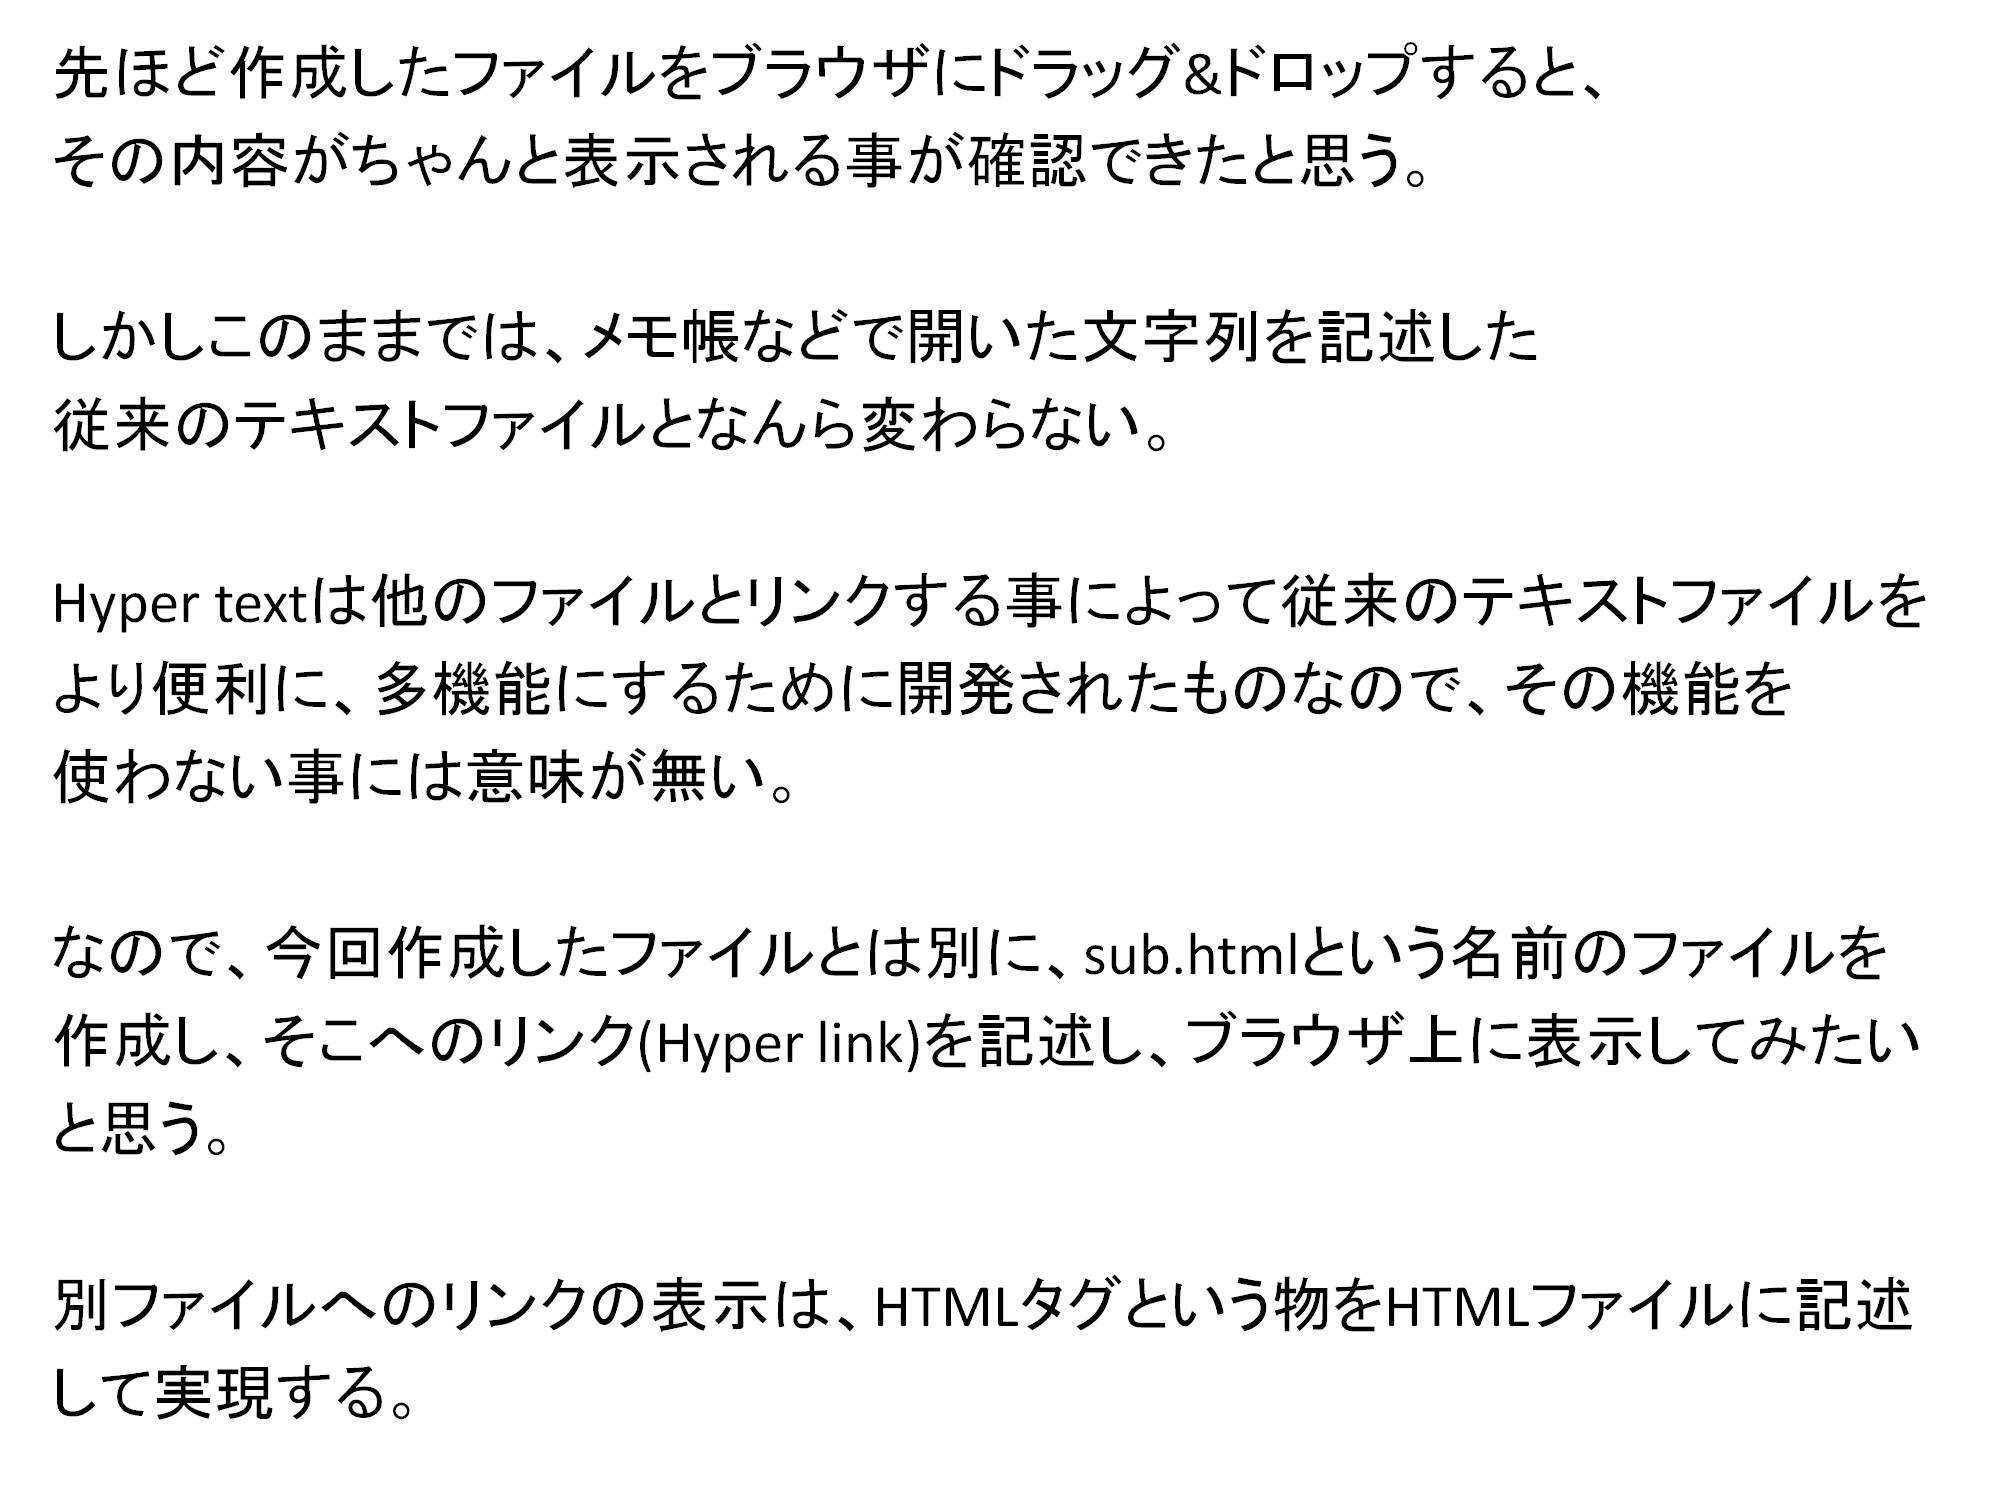 先ほど作成したファイルをブラウザにドラッグ&ドロップすると、
その内容がちゃんと表示される事が確認できたと思う。
しかしこのままでは、メモ帳などで開いた文字列を記述した
従来のテキストファイルとなんら変わらない。
Hyper textは他のファイルとリンクする事によって従来のテキストファイルを
より便利に、多機能にするために開発されたものなので、その機能を
使わない事には意味が無い。
なので、今回作成したファイルとは別に、sub.htmlという名前のファイルを
作成し、そこへのリンク(Hyper link)を記述し、ブラウザ上に表示してみたい
と思う。
別ファイルへのリンクの表示は、HTMLタグという物をHTMLファイルに記述
して実現する。